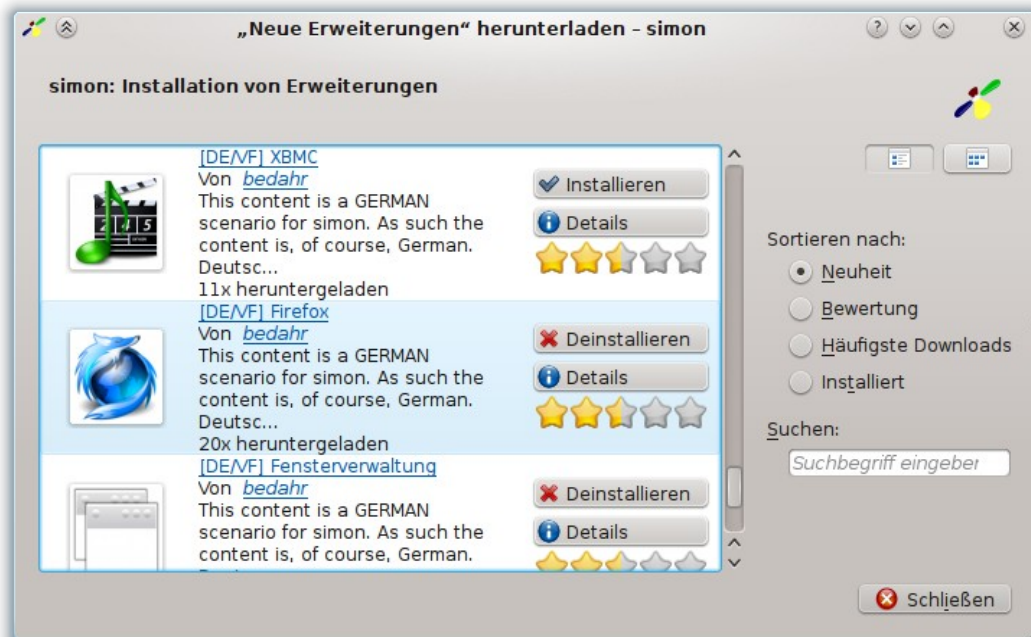 „Neue Erweiterungen“ herunterladen – simon
simon: Installation von Erweiterungen
[DE/VF] XBMC
Von bedahr
This content is a GERMAN
scenario for simon. As such the
content is, of course, German.
Deutsc...
11x heruntergeladen
Installieren
Details
[DE/VF] Firefox
Von bedahr
This content is a GERMAN
scenario for simon. As such the
content is, of course, German.
Deutsc...
20x heruntergeladen
Deinstallieren
Details
[DE/VF] Fensterverwaltung
Von bedahr
This content is a GERMAN
scenario for simon. As such the
content is, of course, German.
Deinstallieren
Details
Sortieren nach:
Neuheit
Bewertung
Häufigste Downloads
Installiert
Suchen:
Suchbegriff eingeber
Schließen